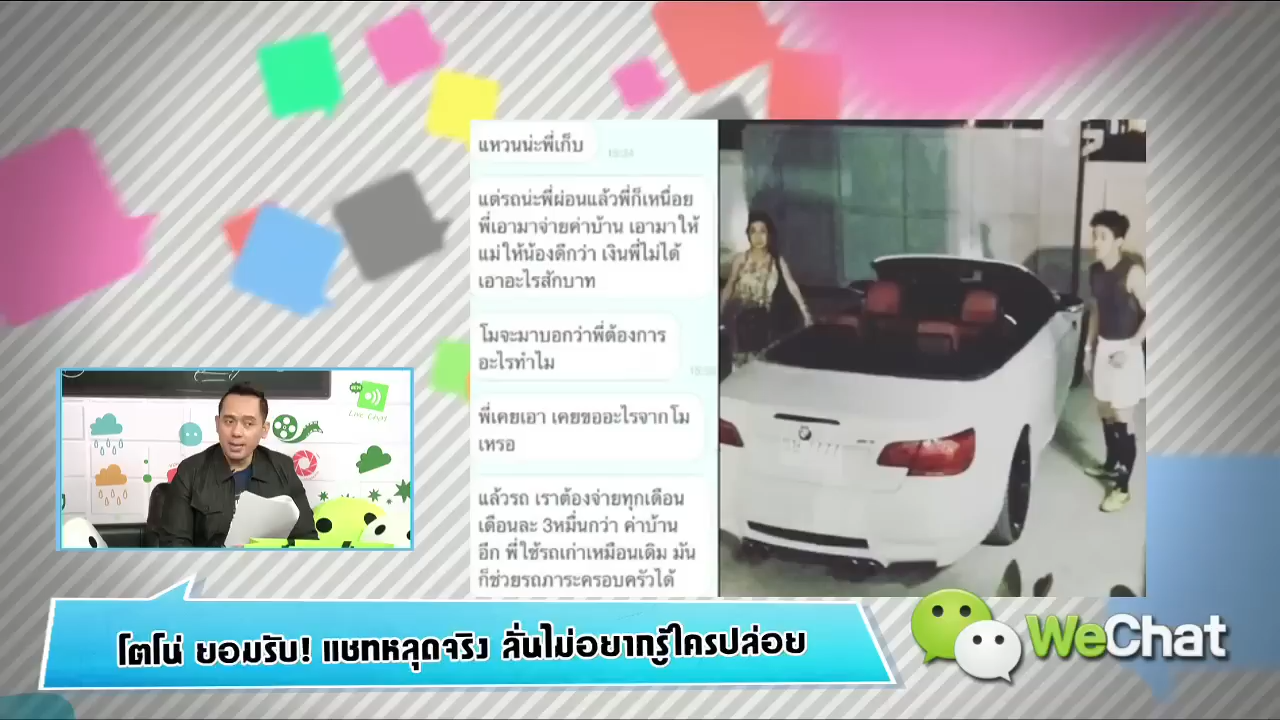 แหวนน่ะพี่เก็บ
แต่รถน่ะพี่ผ่อนแล้วพี่ก็เหนื่อย
พี่เอามาจ่ายค่าบ้าน เอามาให้
แม่ให้น้องดีกว่า เงินพี่ไม่ได้
เอาอะไรสักบาท
โมจะมาบอกว่าพี่ต้องการ
อะไรทำไม
พี่เคยเอา เคยขออะไรจากโม
เหรอ
แล้วรถ เราต้องจ่ายทุกเดือน
เดือนละ 3หมื่นกว่า ค่าบ้าน
อีก พี่ใช้รถเก่าเหมือนเดิม มัน
ก็ช่วยรถภาระครอบครัวได้
Live Chat
โตโน่ ยอมรับ! แชทหลุดจริง ลั่นไม่อยากรู้ใครปล่อย
WeChat